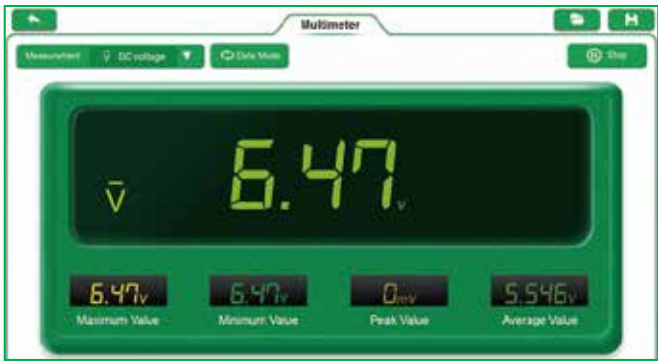 Multimeter
Measurement DC voltage Data Mode Stop
V 6.47 v
6.47v 6.47v 0mv 5.546v
Maximum Value Minimum Value Peak Value Average Value